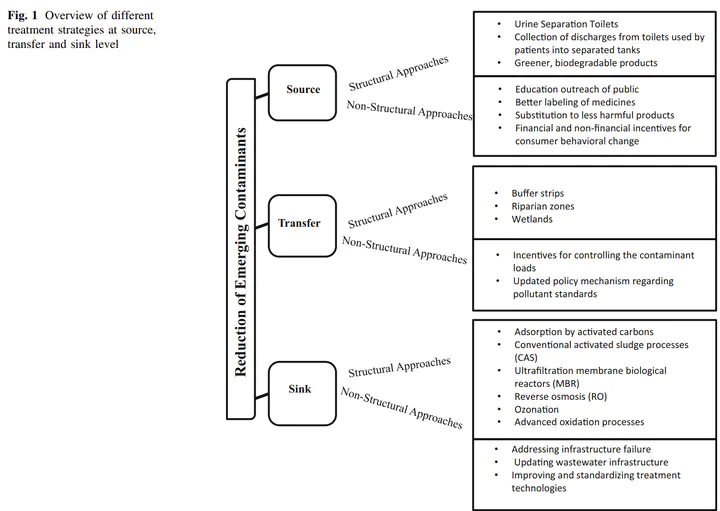 Fig. 1 Overview of different
treatment strategies at source,
transfer and sink level
Reduction of Emerging Contaminants
Source
Structural Approaches
Non-Structural Approaches
• Urine Separation Toilets
• Collection of discharges from toilets used by
patients into separated tanks
• Greener, biodegradable products
• Education outreach of public
• Better labeling of medicines
• Substitution to less harmful products
• Financial and non-financial incentives for
consumer behavioral change
Transfer
Structural Approaches
Non-Structural Approaches
• Buffer strips
• Riparian zones
• Wetlands
• Incentives for controlling the contaminant
loads
• Updated policy mechanism regarding
pollutant standards
Sink
Structural Approaches
Non-Structural Approaches
• Adsorption by activated carbons
• Conventional activated sludge processes
(CAS)
• Ultrafiltration membrane biological
reactors (MBR)
• Reverse osmosis (RO)
• Ozonation
• Advanced oxidation processes
• Addressing infrastructure failure
• Updating wastewater infrastructure
• Improving and standardizing treatment
technologies